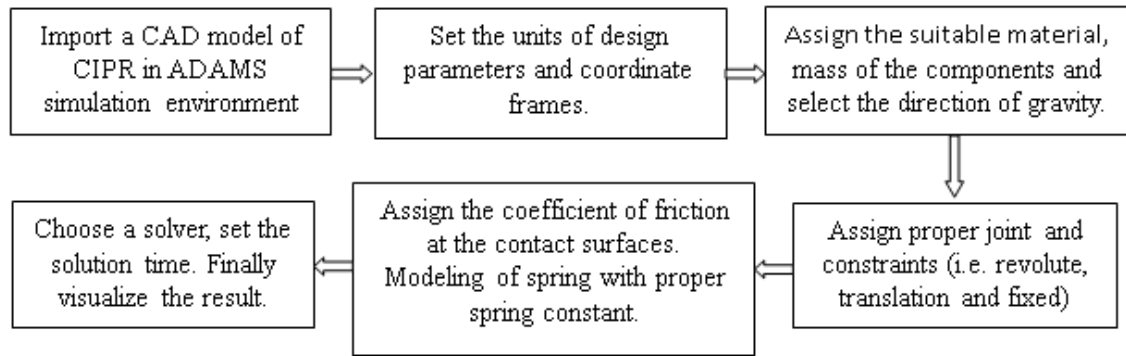 Import a CAD model of
CIPR in ADAMS
simulation environment
Set the units of design
parameters and coordinate
frames.
Assign the suitable material,
mass of the components and
select the direction of gravity.
Assign proper joint and
constraints (i.e. revolute,
translation and fixed)
Assign the coefficient of friction
at the contact surfaces.
Modeling of spring with proper
spring constant.
Choose a solver, set the
solution time. Finally
visualize the result.